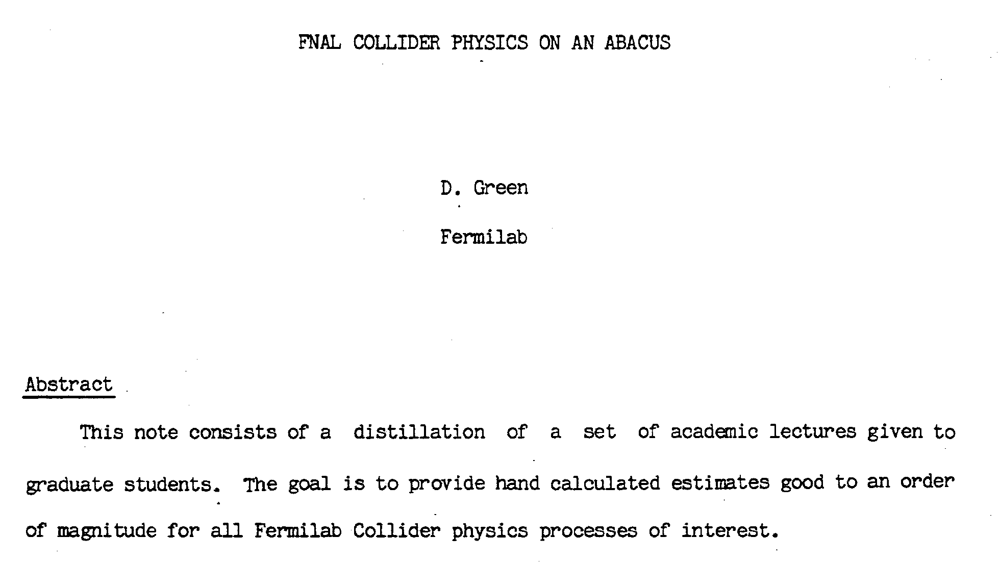 FNAL COLLIDER PHYSICS ON AN ABACUS
D. Green
Fermilab
Abstract
This note consists of a distillation of a set of academic lectures given to
graduate students. The goal is to provide hand calculated estimates good to an order
of magnitude for all Fermilab Collider physics processes of interest.